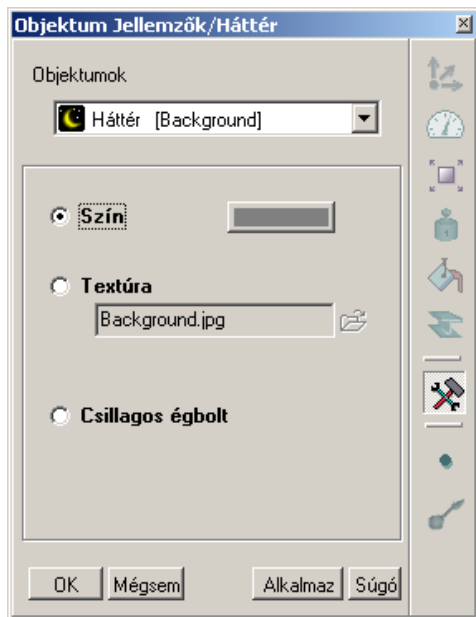 Objektum Jellemzők/Háttér
Objektumok
Háttér [Background]
Szín
Textúra
Background.jpg
Csillagos égbolt
OK Mégsem Alkalmaz Súgó